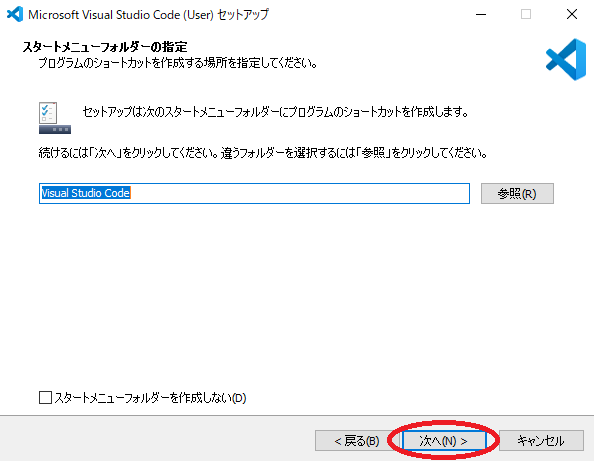 Microsoft Visual Studio Code (User) セットアップ
スタートメニューフォルダーの指定
プログラムのショートカットを作成する場所を指定してください。
セットアップは次のスタートメニューフォルダーにプログラムのショートカットを作成します。
続けるには「次へ」をクリックしてください。違うフォルダーを選択するには「参照」をクリックしてください。
Visual Studio Code
参照(R)
スタートメニューフォルダーを作成しない(D)
< 戻る(B)
次へ(N) >
キャンセル